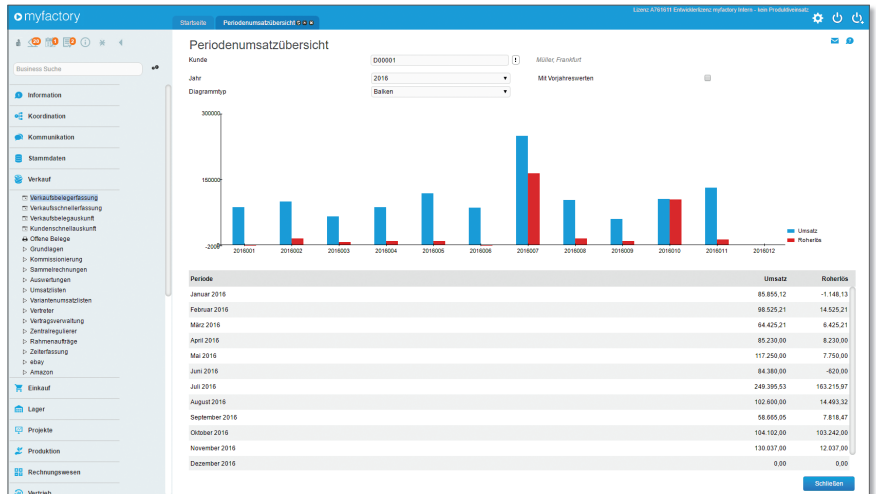 myfactory
Lizenz A761611 Entwicklerlizenz myfactory Intern - kein Produktiveinsatz
Startseite
Periodenumsatzübersicht
Periodenumsatzübersicht
Business Suche
Kunde
D00001
!
Müller, Frankfurt
Jahr
2016
Mit Vorjahreswerten
Diagrammtyp
Balken
Information
Koordination
Kommunikation
Stammdaten
Verkauf
Verkaufsbelegerfassung
Verkaufsschnellerfassung
Verkaufsbelegauskunft
Kundenschnellauskunft
Offene Belege
Grundlagen
Kommissionierung
Sammelrechnungen
Auswertungen
Umsatzlisten
Variantenumsatzlisten
Vertreter
Vertragsverwaltung
Zentralregulierer
Rahmenaufträge
Zeiterfassung
ebay
Amazon
Einkauf
Lager
Projekte
Produktion
Rechnungswesen
Vertrieb
300000
150000
-2000
2016001 2016002 2016003 2016004 2016005 2016006 2016007 2016008 2016009 2016010 2016011 2016012
Umsatz
Roherlös
Periode Umsatz Roherlös
Januar 2016 85.855,12 -1.148,13
Februar 2016 98.525,21 14.525,21
März 2016 64.425,21 6.425,21
April 2016 85.230,00 8.230,00
Mai 2016 117.250,00 7.750,00
Juni 2016 84.380,00 -620,00
Juli 2016 249.395,53 163.215,97
August 2016 102.600,00 14.493,32
September 2016 58.665,05 7.818,47
Oktober 2016 104.102,00 103.242,00
November 2016 130.037,00 12.037,00
Dezember 2016 0,00 0,00
Schließen